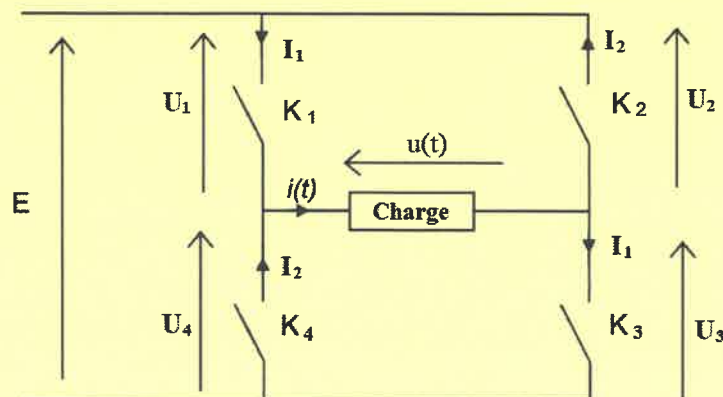 I₁
I₂
U₁
K₁
K₂
U₂
u(t)
E
i(t)
Charge
I₂
I₁
U₄
K₄
K₃
U₃